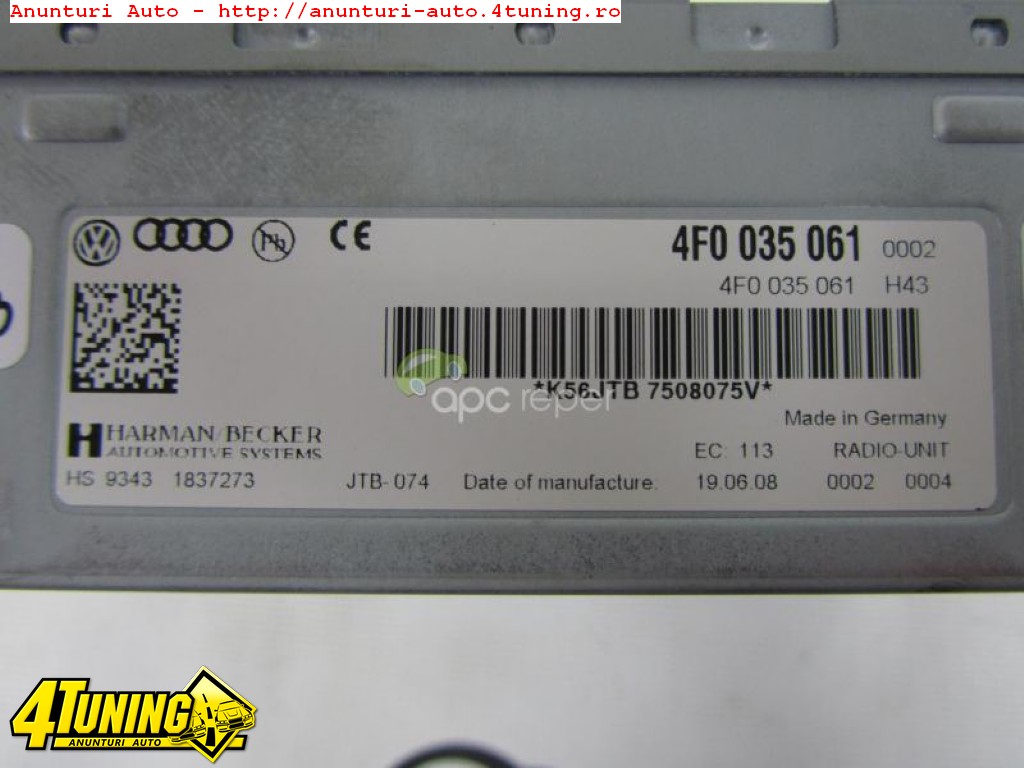 Anunturi Auto - http://anunturi-auto.4tuning.ro
Pb CE
4F0 035 061 0002
4F0 035 061 H43
*K56JTB 7508075V*
apc reper
Made in Germany
HARMAN/BECKER
AUTOMOTIVE SYSTEMS
EC: 113 RADIO-UNIT
HS 9343 1837273 JTB-074 Date of manufacture: 19.06.08 0002 0004
4TUNING
ANUNTURI AUTO